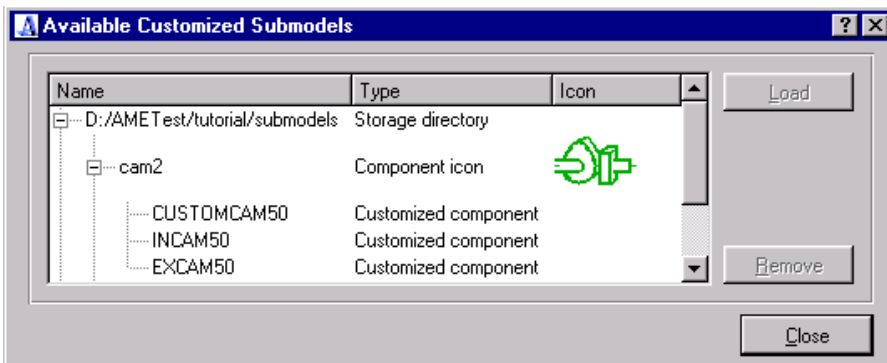 Available Customized Submodels
Name Type Icon
D:/AMETest/tutorial/submodels Storage directory
cam2 Component icon
CUSTOMCAM50 Customized component
INCAM50 Customized component
EXCAM50 Customized component
Load
Remove
Close